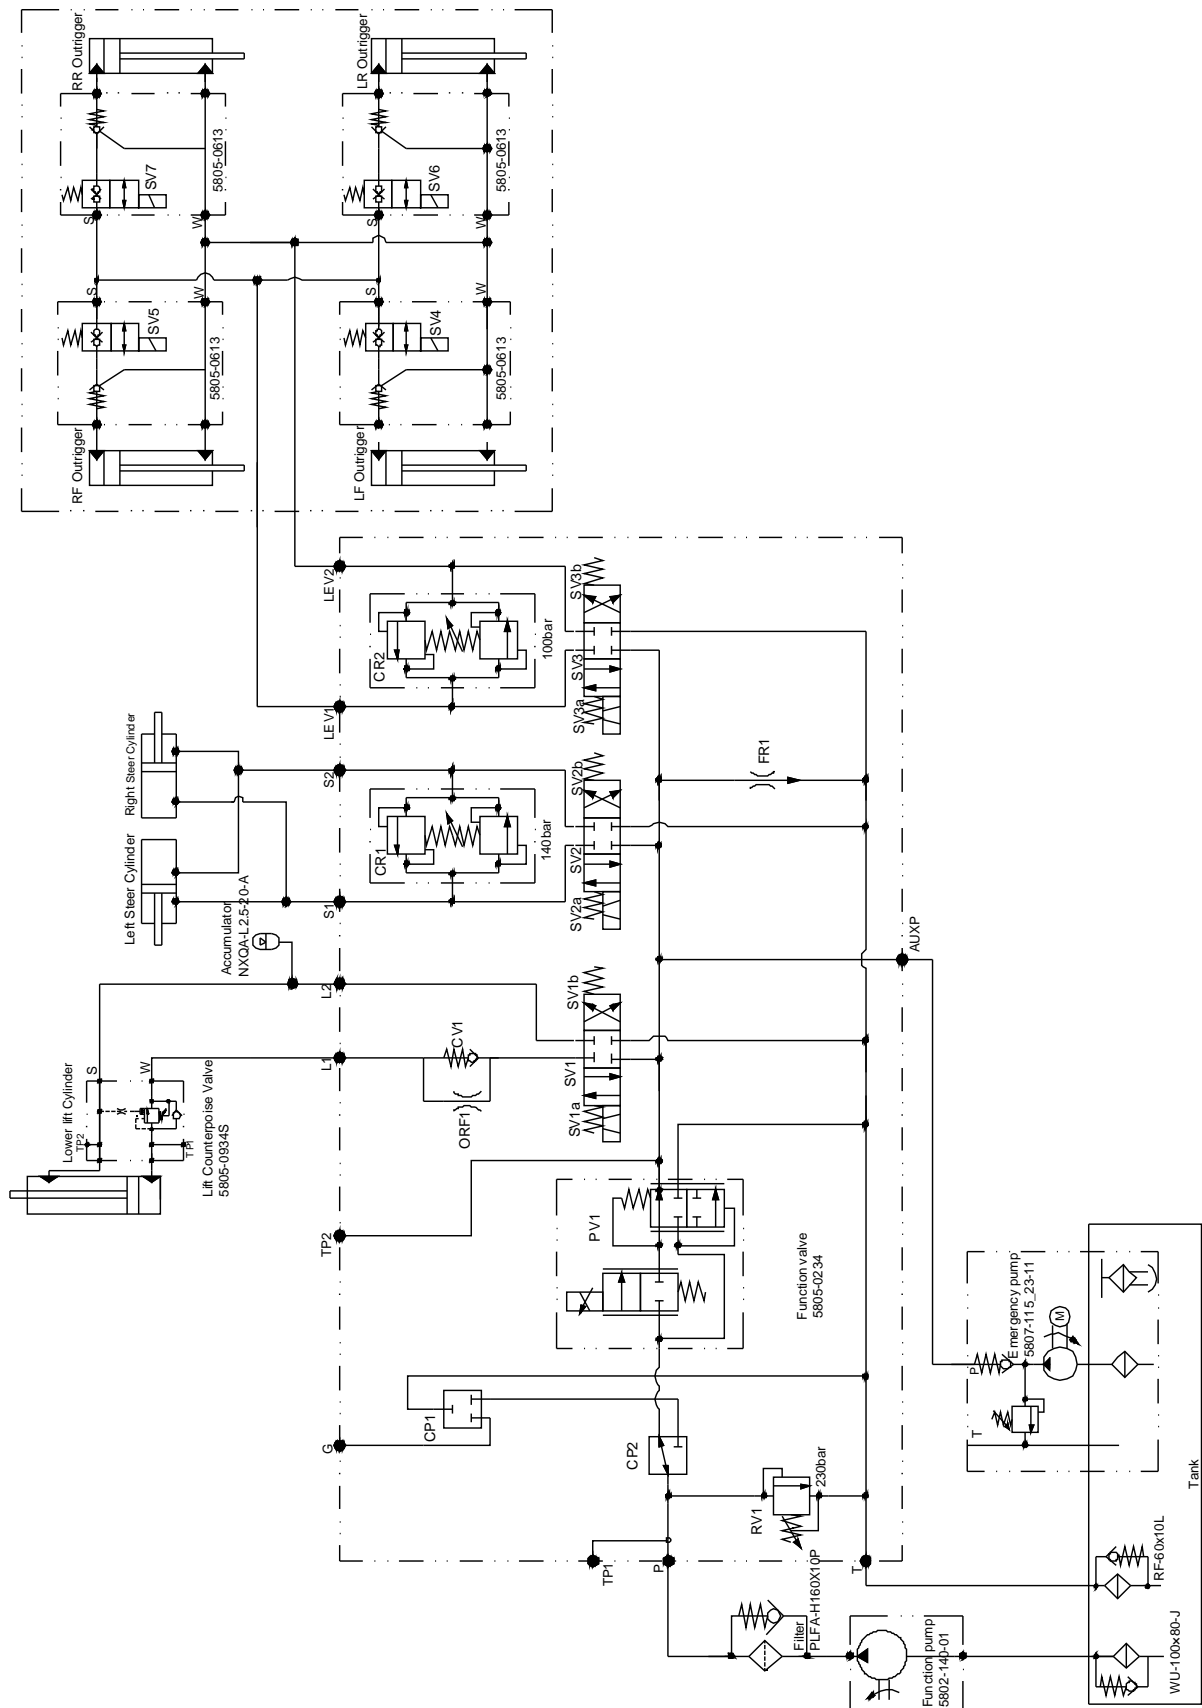 RR Outrigger
LR Outrigger
SV7
5805-0613
SV6
5805-0613
S
W
S
W
S
W
S
W
SV5
5805-0613
SV4
5805-0613
RF Outrigger
LF Outrigger
LEV2
LEV1
CR2
100bar
SV3b
SV3
SV3a
Right Steer Cylinder
Left Steer Cylinder
S2
S1
CR1
140bar
SV2b
SV2
SV2a
FR1
Accumulator
NXQA-L2.5-20-A
L2
L1
CV1
ORF1
SV1b
SV1
SV1a
AUXP
Lower lift Cylinder
TP2
S
W
TP1
Lift Counterpoise Valve
5805-0934S
TP2
PV1
Function valve
5805-0234
G
CP1
CP2
RV1
230bar
TP1
P
T
Emergency pump
5807-115_23-11
P
M
T
Tank
Filter
PLFA-H160X10P
RF-60x10L
Function pump
5802-140-01
WU-100x80-J